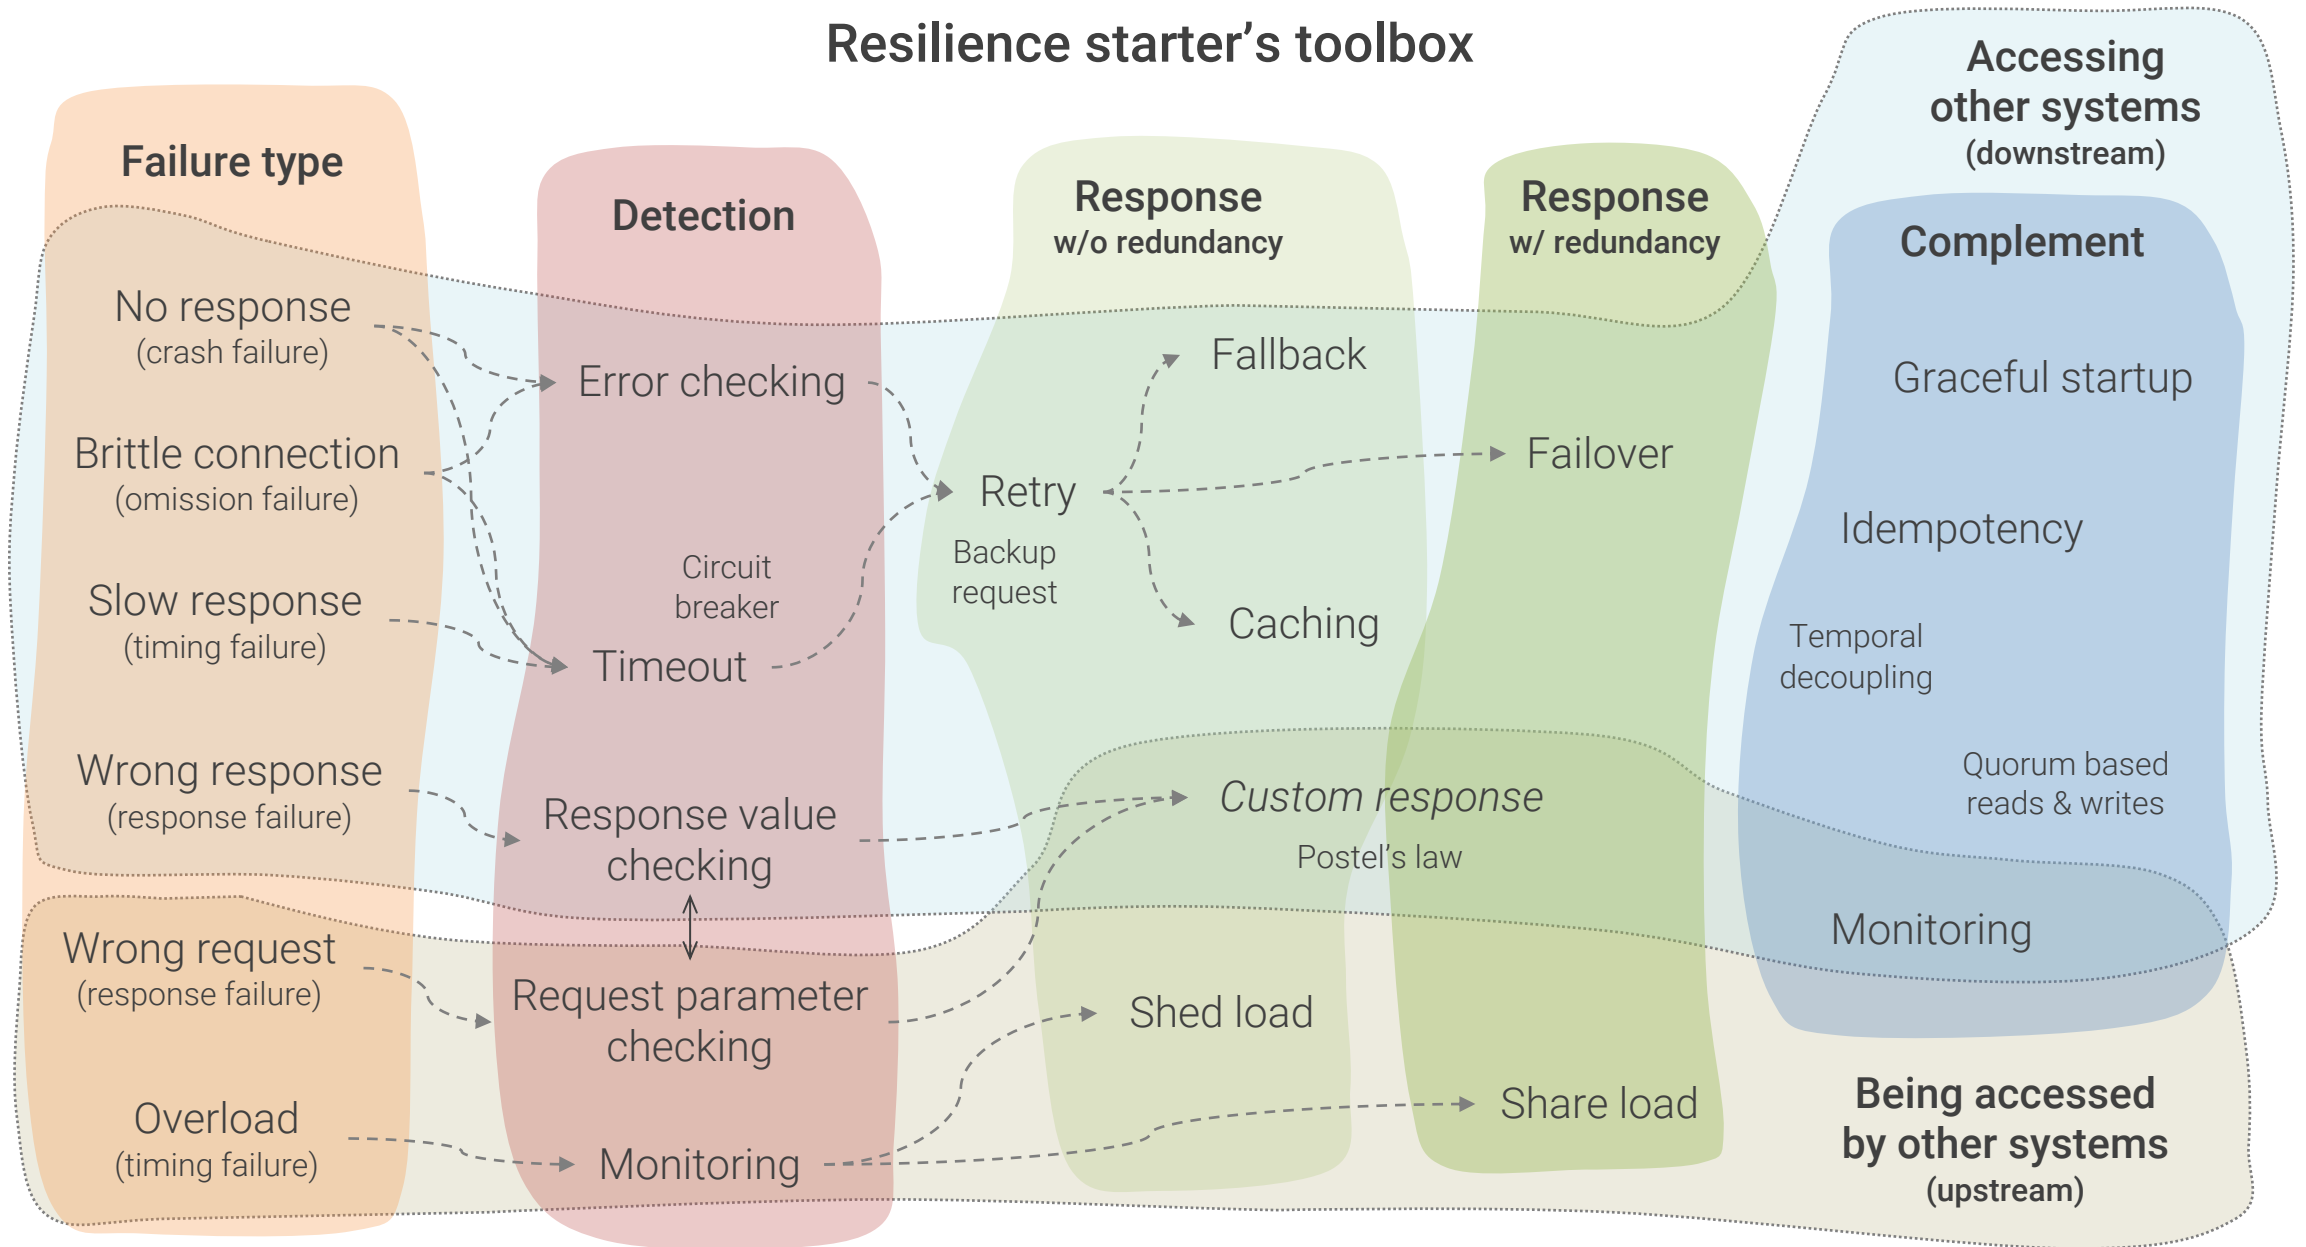 Resilience starter’s toolbox
Failure type
No response
(crash failure)
Brittle connection
(omission failure)
Slow response
(timing failure)
Wrong response
(response failure)
Wrong request
(response failure)
Overload
(timing failure)
Detection
Error checking
Circuit
breaker
Timeout
Response value
checking
Request parameter
checking
Monitoring
Response
w/o redundancy
Fallback
Retry
Backup
request
Caching
Custom response
Postel’s law
Shed load
Response
w/ redundancy
Failover
Share load
Accessing
other systems
(downstream)
Complement
Graceful startup
Idempotency
Temporal
decoupling
Quorum based
reads & writes
Monitoring
Being accessed
by other systems
(upstream)